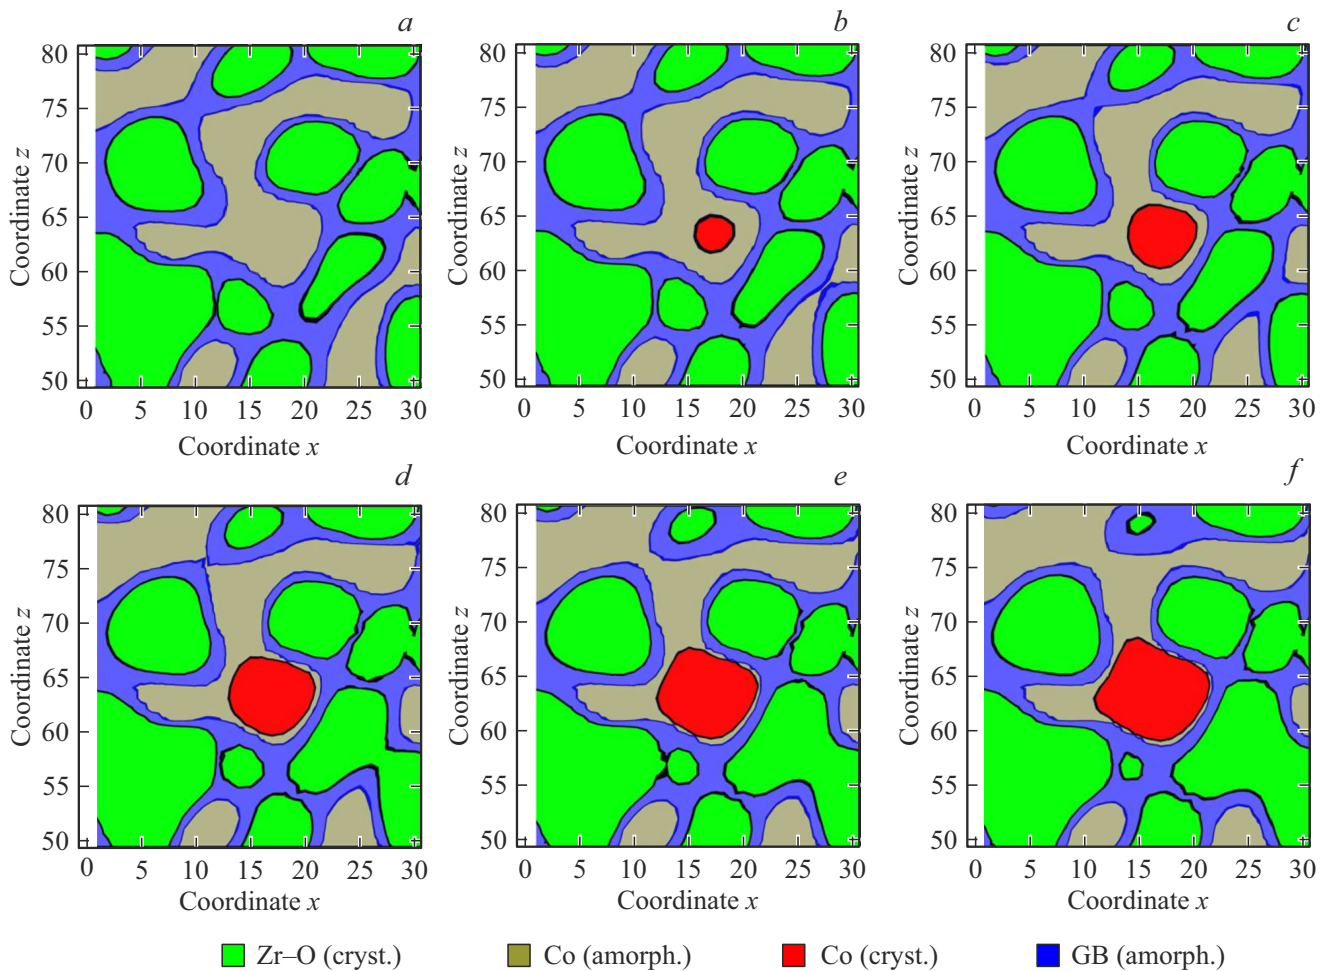 a b c
80 80 80
75 75 75
70 70 70
65 65 65
60 60 60
55 55 55
50 50 50
Coordinate z Coordinate z Coordinate z
0 5 10 15 20 25 30 0 5 10 15 20 25 30 0 5 10 15 20 25 30
Coordinate x Coordinate x Coordinate x
d e f
80 80 80
75 75 75
70 70 70
65 65 65
60 60 60
55 55 55
50 50 50
Coordinate z Coordinate z Coordinate z
0 5 10 15 20 25 30 0 5 10 15 20 25 30 0 5 10 15 20 25 30
Coordinate x Coordinate x Coordinate x
Zr–O (cryst.) Co (amorph.) Co (cryst.) GB (amorph.)